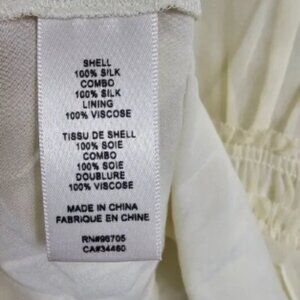 SHELL
100% SILK
COMBO
100% SILK
LINING
100% VISCOSE
TISSU DE SHELL
100% SOIE
COMBO
100% SOIE
DOUBLURE
100% VISCOSE
MADE IN CHINA
FABRIQUE EN CHINE
RN#96705
CA#34460